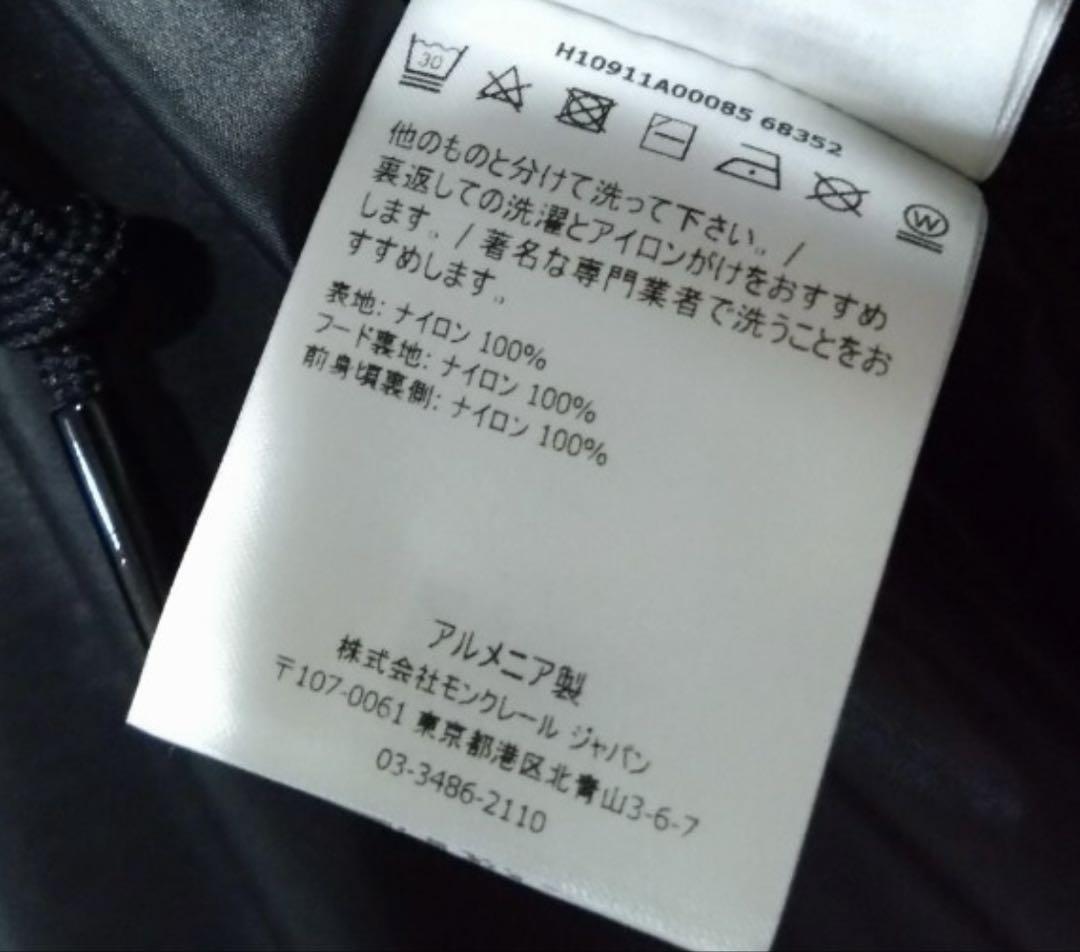 H10911A00085 68352
30
W
他のものと分けて洗って下さい。/
裏返しての洗濯とアイロンがけをおすすめ
します。/ 著名な専門業者で洗うことをお
すすめします。
表地: ナイロン 100%
フード裏地: ナイロン 100%
前身頃裏側: ナイロン 100%
アルメニア製
株式会社モンクレール ジャパン
〒107-0061 東京都港区北青山3-6-7
03-3486-2110